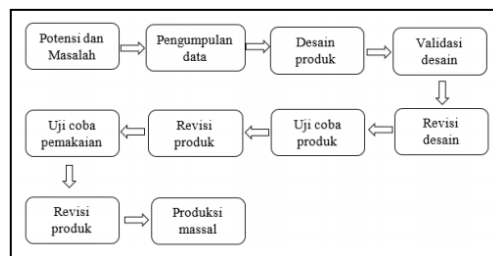 Potensi dan
Masalah
Pengumpulan
data
Desain
produk
Validasi
desain
Revisi
desain
Uji coba
produk
Revisi
produk
Uji coba
pemakaian
Revisi
produk
Produksi
massal